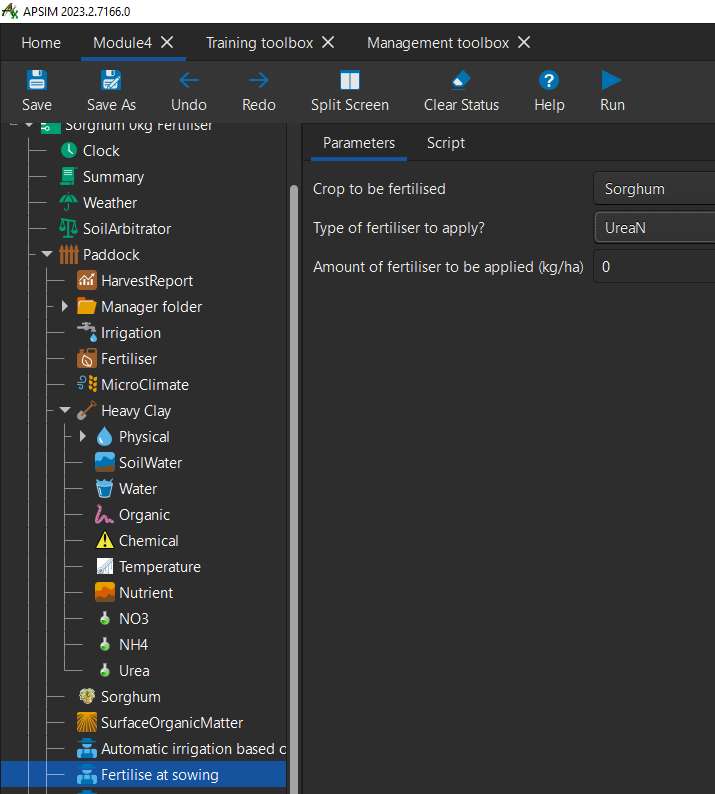 APSIM 2023.2.7166.0
Home Module4 Training toolbox Management toolbox
Save Save As Undo Redo Split Screen Clear Status Help Run
Sorghum 0kg Fertiliser
Clock
Summary
Weather
SoilArbitrator
Paddock
HarvestReport
Manager folder
Irrigation
Fertiliser
MicroClimate
Heavy Clay
Physical
SoilWater
Water
Organic
Chemical
Temperature
Nutrient
NO3
NH4
Urea
Sorghum
SurfaceOrganicMatter
Automatic irrigation based o
Fertilise at sowing
Parameters Script
Crop to be fertilised Sorghum
Type of fertiliser to apply? UreaN
Amount of fertiliser to be applied (kg/ha) 0